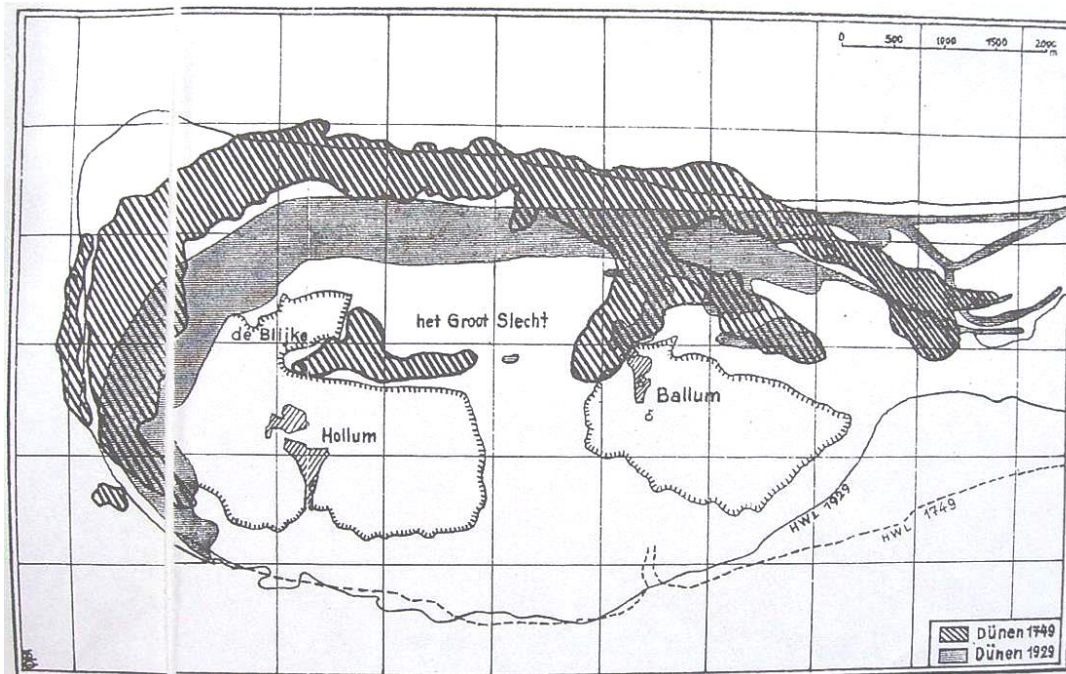 0 500 1000 1500 2000
m
de Blijke
het Groot Slecht
Hollum
Ballum
HWL 1929
HWL 1749
Dünen 1749
Dünen 1929